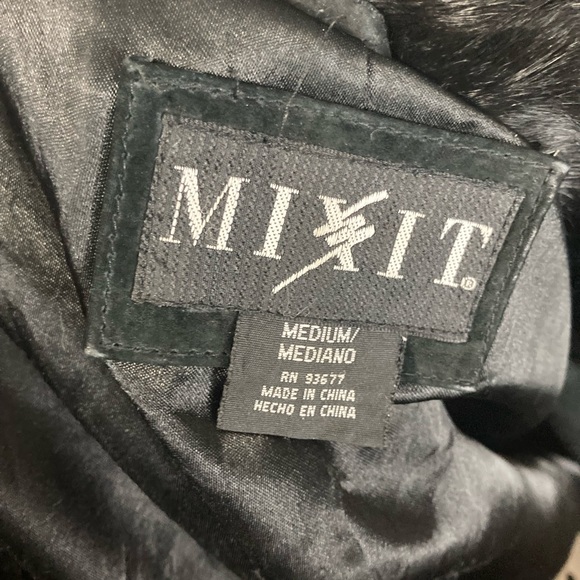 MIXIT®
MEDIUM/
MEDIANO
RN 93677
MADE IN CHINA
HECHO EN CHINA